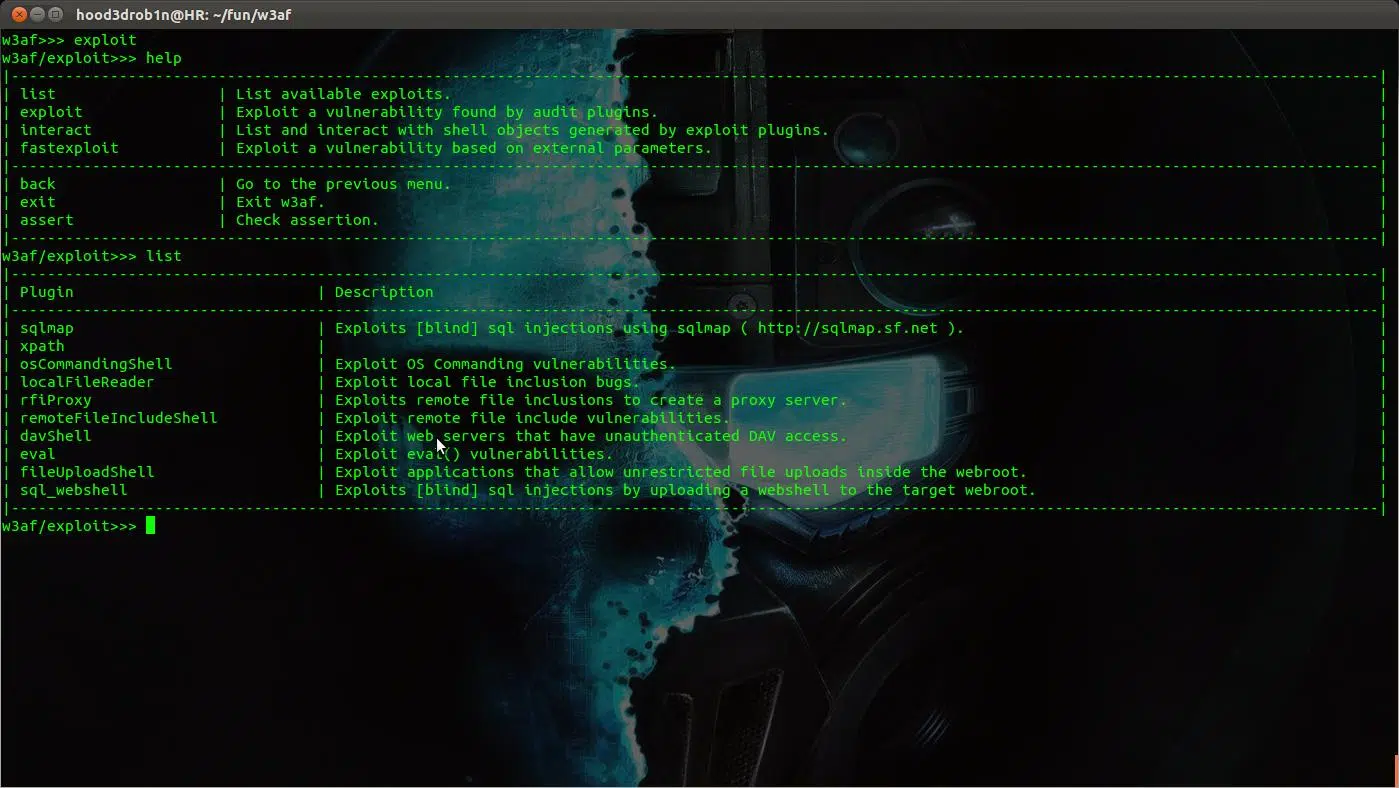 hood3drob1n@HR: ~/fun/w3af
w3af>>> exploit
w3af/exploit>>> help
|----------------------------------------------------------------------------------------------------|
| list | List available exploits. |
| exploit | Exploit a vulnerability found by audit plugins. |
| interact | List and interact with shell objects generated by exploit plugins. |
| fastexploit | Exploit a vulnerability based on external parameters. |
|----------------------------------------------------------------------------------------------------|
| back | Go to the previous menu. |
| exit | Exit w3af. |
| assert | Check assertion. |
|----------------------------------------------------------------------------------------------------|
w3af/exploit>>> list
|----------------------------------------------------------------------------------------------------|
| Plugin | Description |
|----------------------------------------------------------------------------------------------------|
| sqlmap | Exploits [blind] sql injections using sqlmap ( http://sqlmap.sf.net ). |
| xpath | |
| osCommandingShell | Exploit OS Commanding vulnerabilities. |
| localFileReader | Exploit local file inclusion bugs. |
| rfiProxy | Exploits remote file inclusions to create a proxy server. |
| remoteFileIncludeShell | Exploit remote file include vulnerabilities. |
| davShell | Exploit web servers that have unauthenticated DAV access. |
| eval | Exploit eval() vulnerabilities. |
| fileUploadShell | Exploit applications that allow unrestricted file uploads inside the webroot. |
| sql_webshell | Exploits [blind] sql injections by uploading a webshell to the target webroot. |
|----------------------------------------------------------------------------------------------------|
w3af/exploit>>>